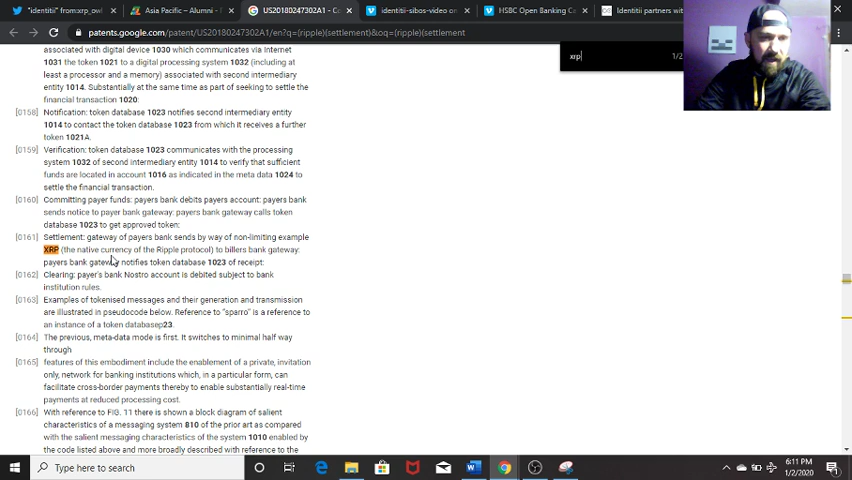 "identitii" from:xrp_owl
Asia Pacific – Alumni - R
US20180247302A1 - Co
identitii-sibos-video on
HSBC Open Banking Ca
Identitii partners wit
patents.google.com/patent/US20180247302A1/en?q=(ripple)(settlement)&oq=(ripple)(settlement
xrp
1/2
associated with digital device 1030 which communicates via Internet
1031 the token 1021 to a digital processing system 1032 (including at
least a processor and a memory) associated with second intermediary
entity 1014. Substantially at the same time as part of seeking to settle the
financial transaction 1020:
[0158] Notification: token database 1023 notifies second intermediary entity
1014 to contact the token database 1023 from which it receives a further
token 1021A.
[0159] Verification: token database 1023 communicates with the processing
system 1032 of second intermediary entity 1014 to verify that sufficient
funds are located in account 1016 as indicated in the meta data 1024 to
settle the financial transaction.
[0160] Committing payer funds: payers bank debits payers account: payers bank
sends notice to payer bank gateway: payers bank gateway calls token
database 1023 to get approved token:
[0161] Settlement: gateway of payers bank sends by way of non-limiting example
XRP (the native currency of the Ripple protocol) to billers bank gateway:
payers bank gateway notifies token database 1023 of receipt:
[0162] Clearing: payer's bank Nostro account is debited subject to bank
institution rules.
[0163] Examples of tokenised messages and their generation and transmission
are illustrated in pseudocode below. Reference to "sparro" is a reference to
an instance of a token databasep23.
[0164] The previous, meta-data mode is first. It switches to minimal half way
through
[0165] features of this embodiment include the enablement of a private, invitation
only, network for banking institutions which, in a particular form, can
facilitate cross-border payments thereby to enable substantially real-time
payments at reduced processing cost.
[0166] With reference to FIG. 11 there is shown a block diagram of salient
characteristics of a messaging system 810 of the prior art as compared
with the salient messaging characteristics of the system 1010 enabled by
the code listed above and more broadly described with reference to the
Type here to search
6:11 PM
1/2/2020